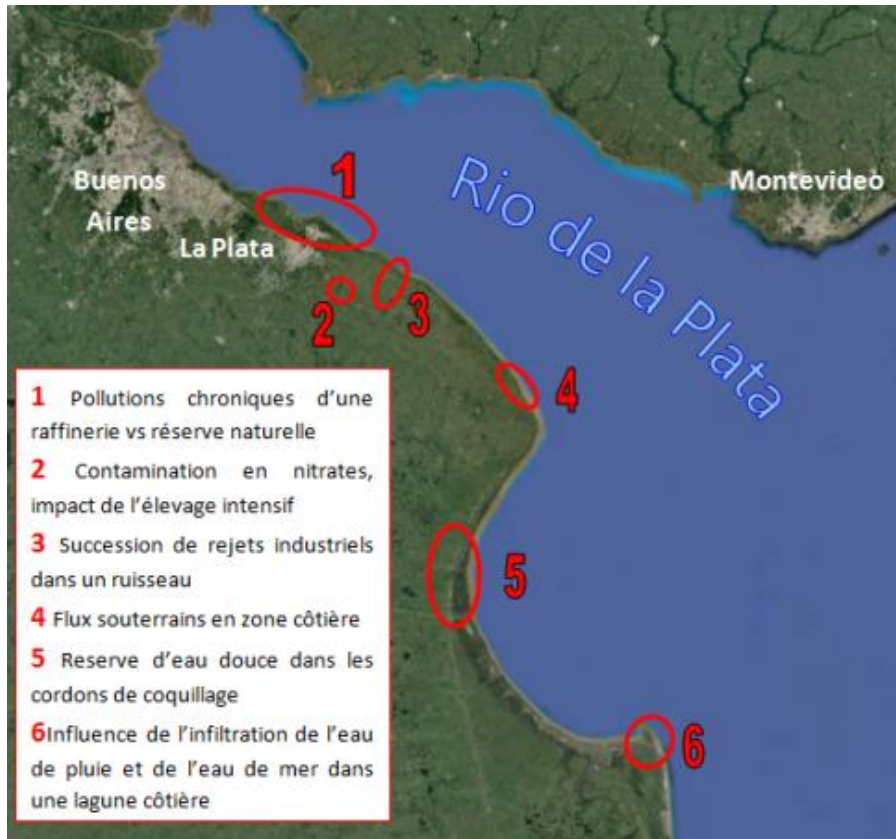 Buenos
Aires
La Plata
Montevideo
Rio de la Plata
1
2
3
4
5
6
1 Pollutions chroniques d'une
raffinerie vs réserve naturelle
2 Contamination en nitrates,
impact de l'élevage intensif
3 Succession de rejets industriels
dans un ruisseau
4 Flux souterrains en zone côtière
5 Reserve d'eau douce dans les
cordons de coquillage
6Influence de l'infiltration de l'eau
de pluie et de l'eau de mer dans
une lagune côtière